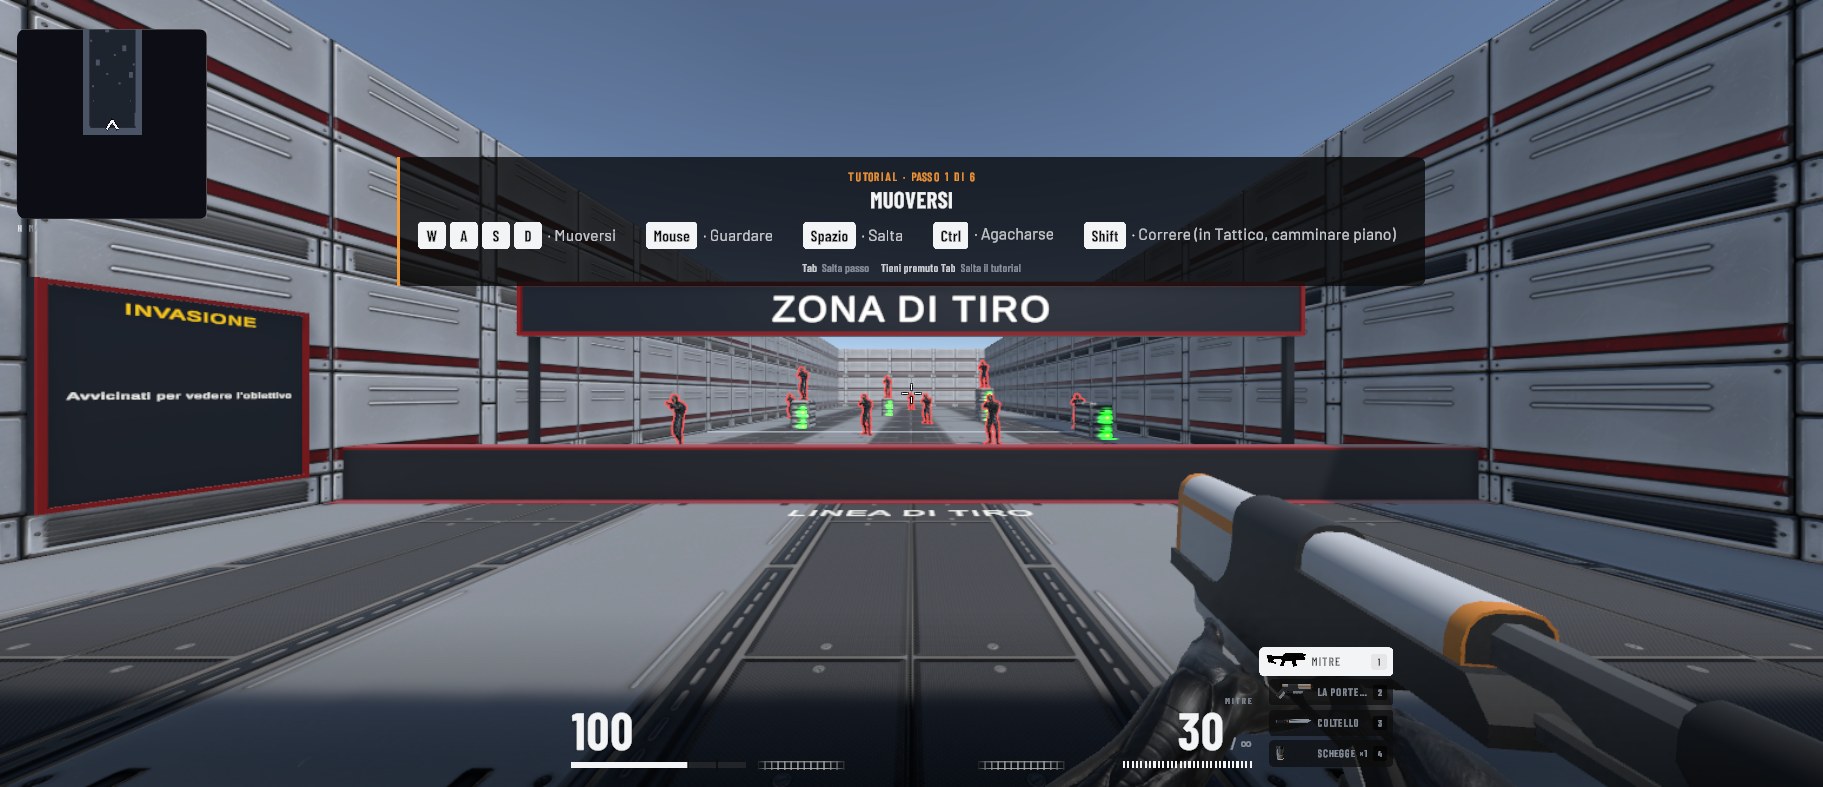 TUTORIAL · PASSO 1 DI 6
MUOVERSI
W A S D · Muoversi Mouse · Guardare Spazio · Salta Ctrl · Agacharse Shift · Correre (in Tattico, camminare piano)
Tab Salta passo Tieni premuto Tab Salta il tutorial
ZONA DI TIRO
INVASIONE
Avvicinati per vedere l'obiettivo
LINEA DI TIRO
MITRE 1
LA PORTE... 2
COLTELLO 3
SCHEGGE ×1 4
MITRE
100
30 / ∞